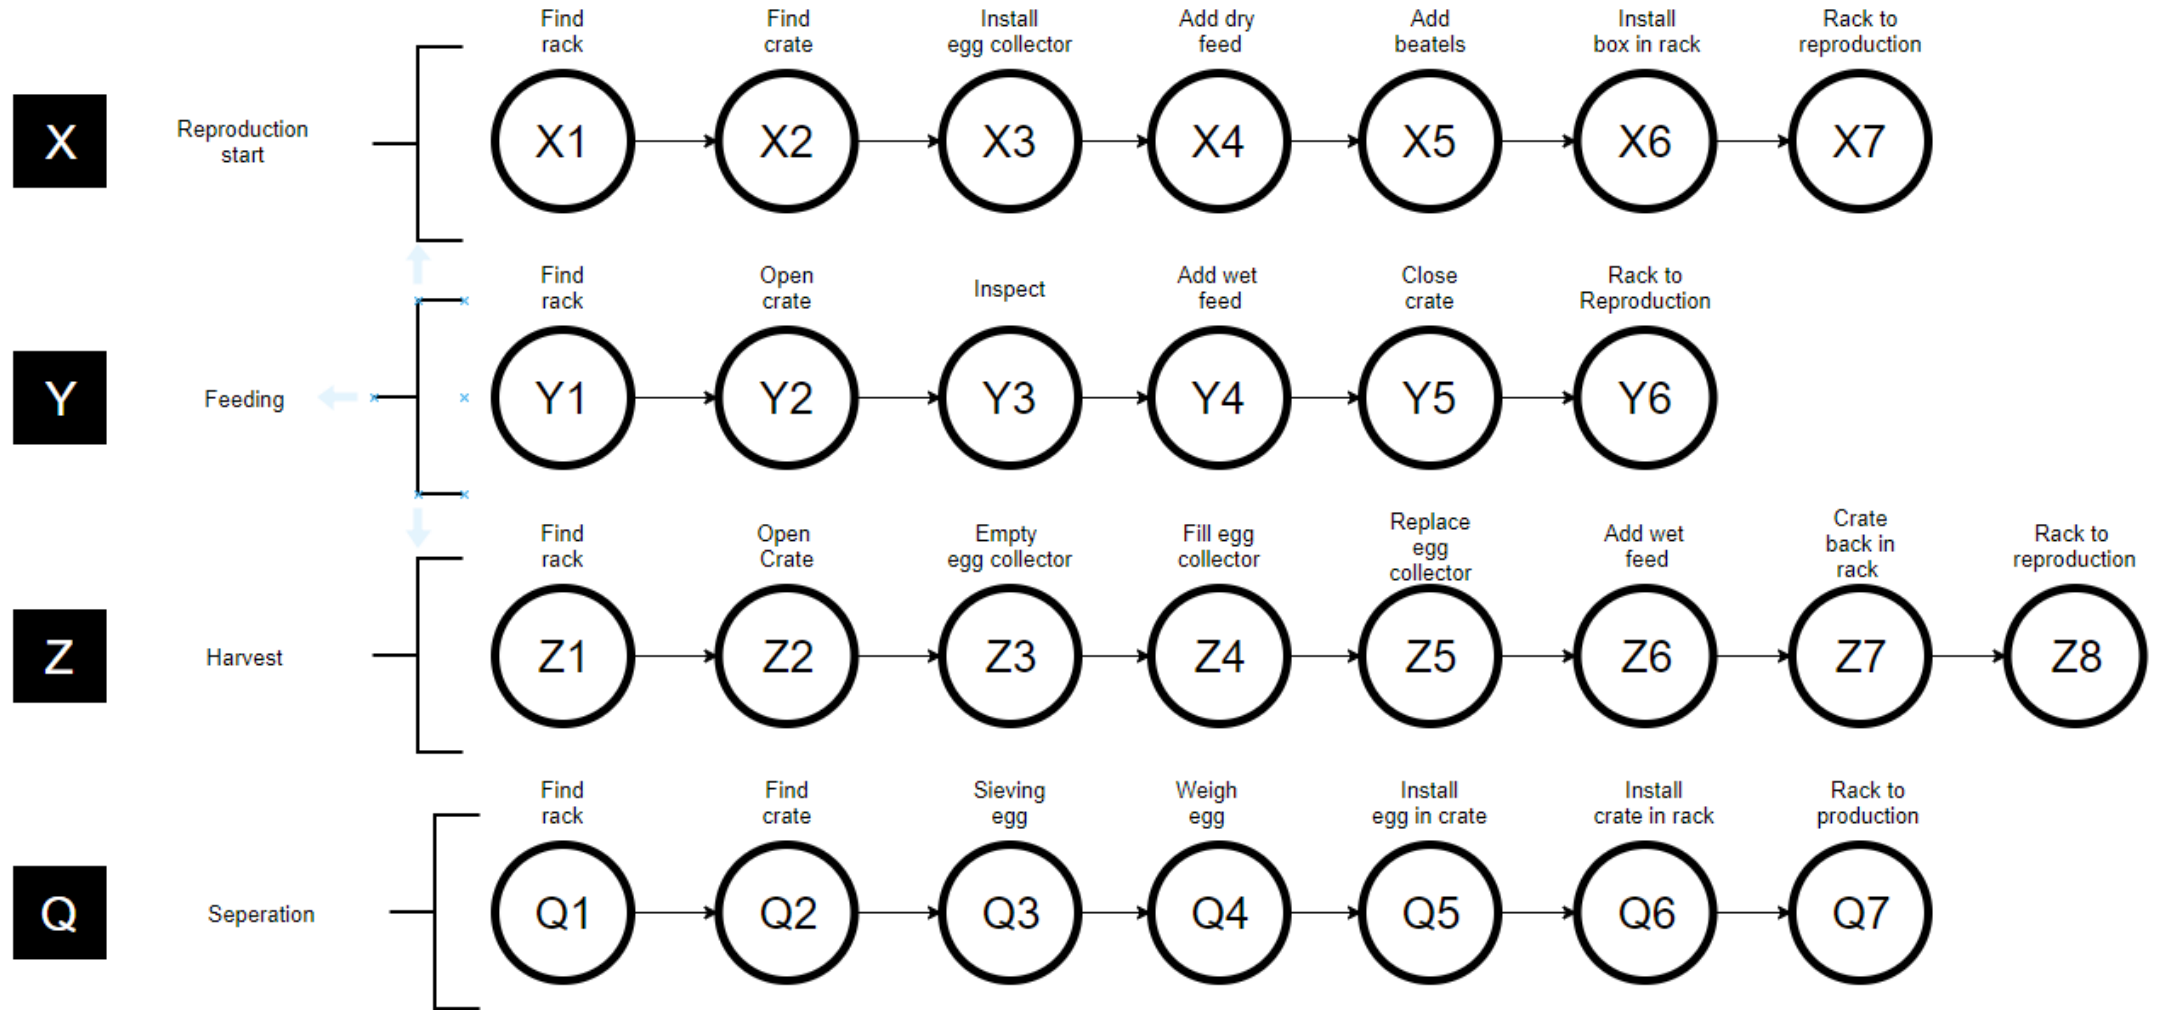 Find
rack
Find
crate
Install
egg collector
Add dry
feed
Add
beatels
Install
box in rack
Rack to
reproduction
X
Reproduction
start
X1
X2
X3
X4
X5
X6
X7
Find
rack
Open
crate
Inspect
Add wet
feed
Close
crate
Rack to
Reproduction
Y
Feeding
Y1
Y2
Y3
Y4
Y5
Y6
Find
rack
Open
Crate
Empty
egg collector
Fill egg
collector
Replace
egg
collector
Add wet
feed
Crate
back in
rack
Rack to
reproduction
Z
Harvest
Z1
Z2
Z3
Z4
Z5
Z6
Z7
Z8
Find
rack
Find
crate
Sieving
egg
Weigh
egg
Install
egg in crate
Install
crate in rack
Rack to
production
Q
Seperation
Q1
Q2
Q3
Q4
Q5
Q6
Q7